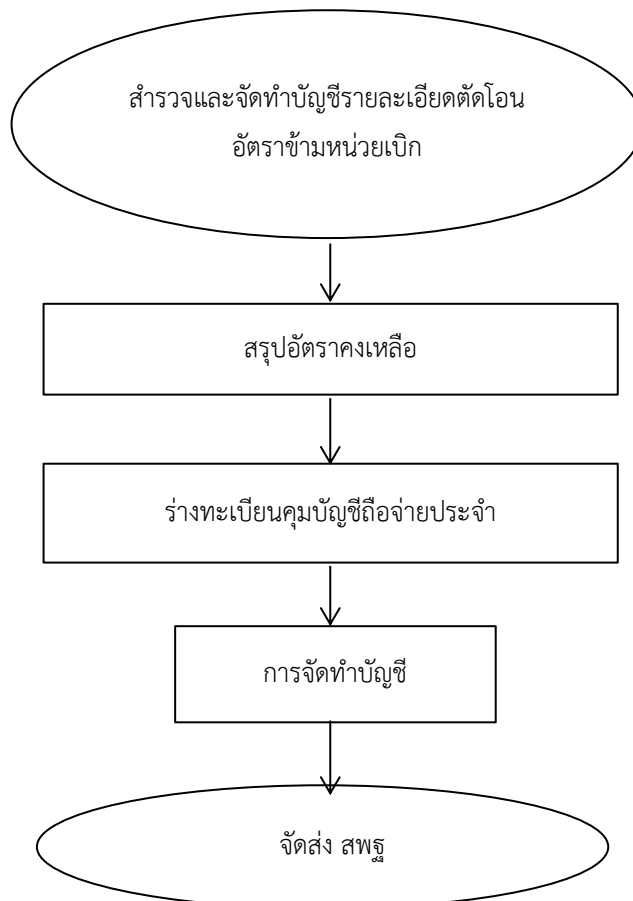 สำรวจและจัดทำบัญชีรายละเอียดตัดโอน
อัตราข้ามหน่วยเบิก
สรุปอัตราคงเหลือ
ร่างทะเบียนคุมบัญชีถือจ่ายประจำ
การจัดทำบัญชี
จัดส่ง สพฐ